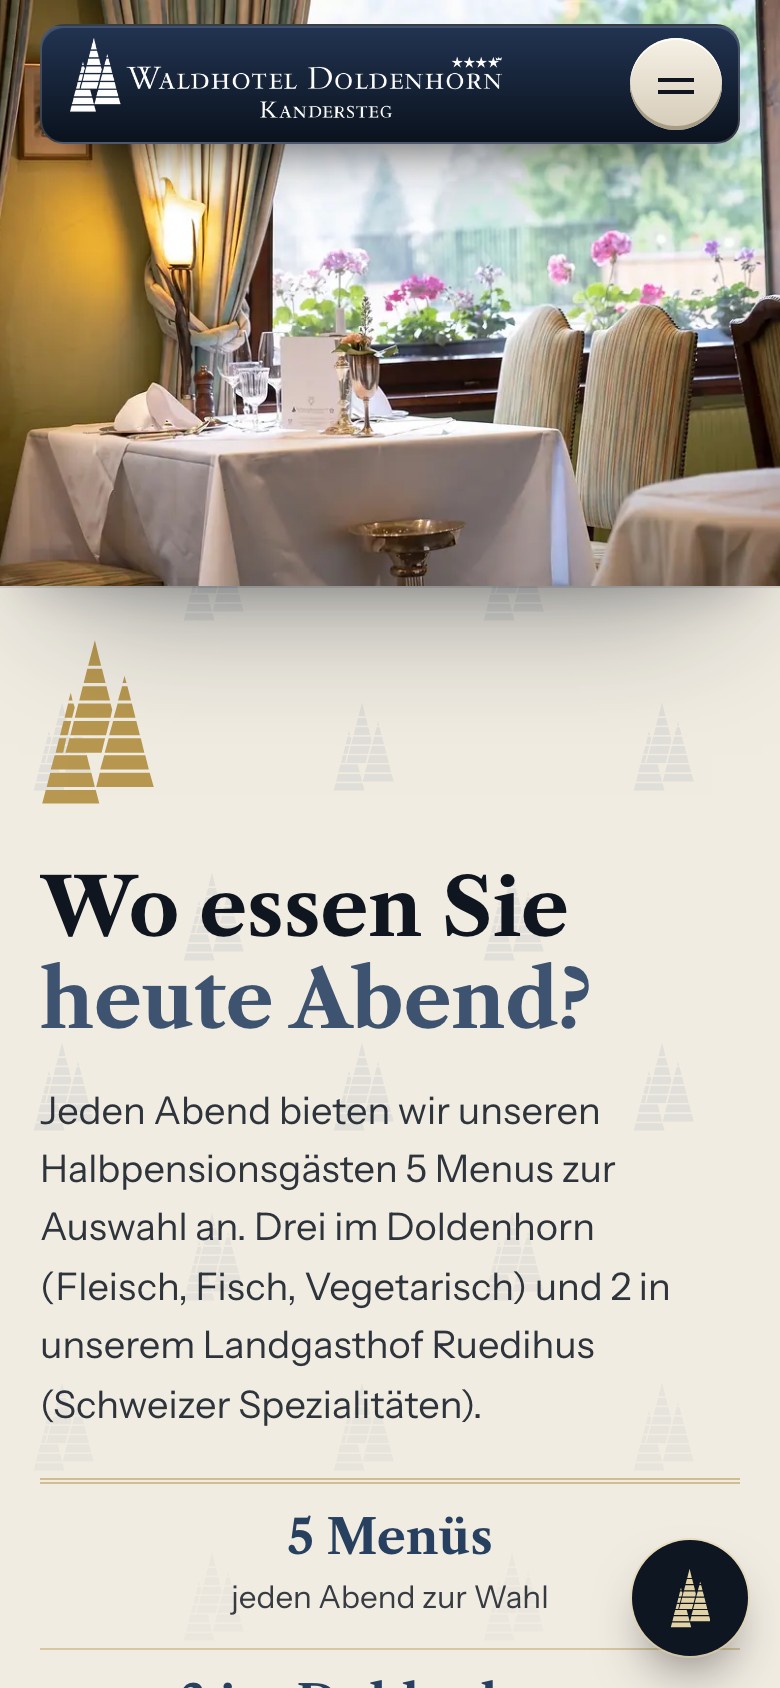 WALDHOTEL DOLDENHORN
KANDERSTEG
Wo essen Sie
heute Abend?
Jeden Abend bieten wir unseren
Halbpensionsgästen 5 Menus zur
Auswahl an. Drei im Doldenhorn
(Fleisch, Fisch, Vegetarisch) und 2 in
unserem Landgasthof Ruedihus
(Schweizer Spezialitäten).
5 Menüs
jeden Abend zur Wahl